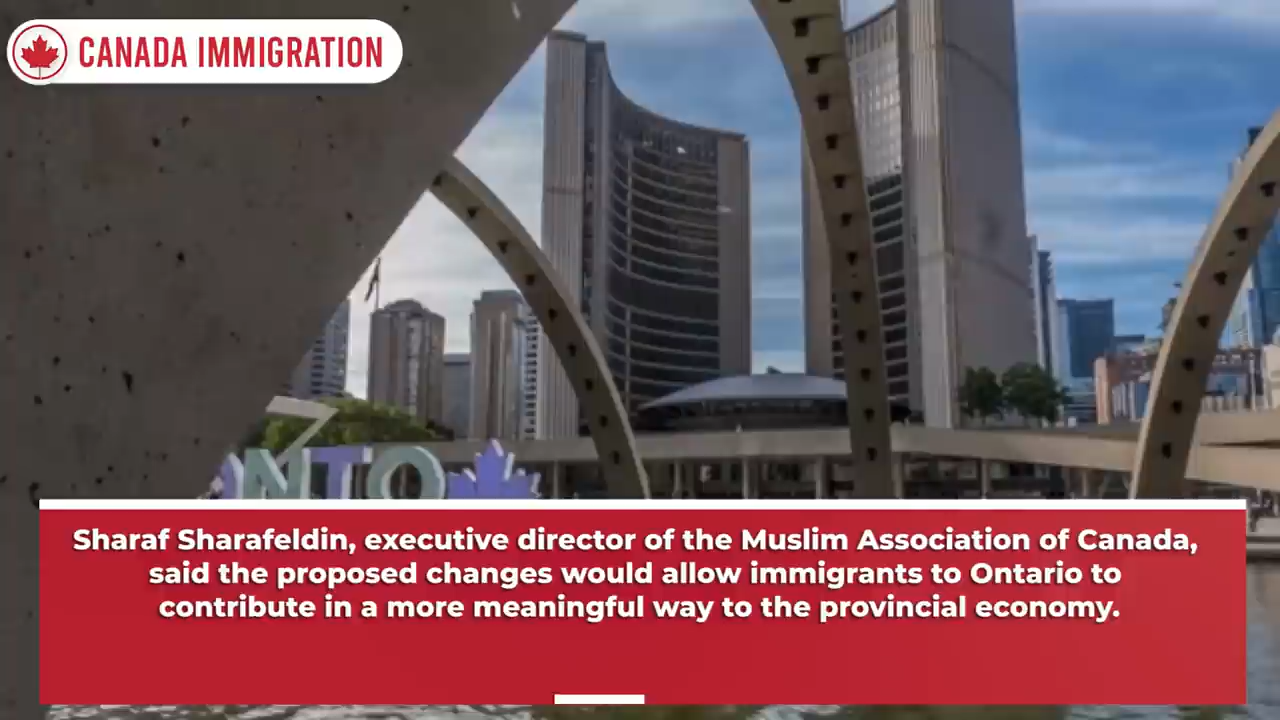 CANADA IMMIGRATION
ONTO
Sharaf Sharafeldin, executive director of the Muslim Association of Canada,
said the proposed changes would allow immigrants to Ontario to
contribute in a more meaningful way to the provincial economy.